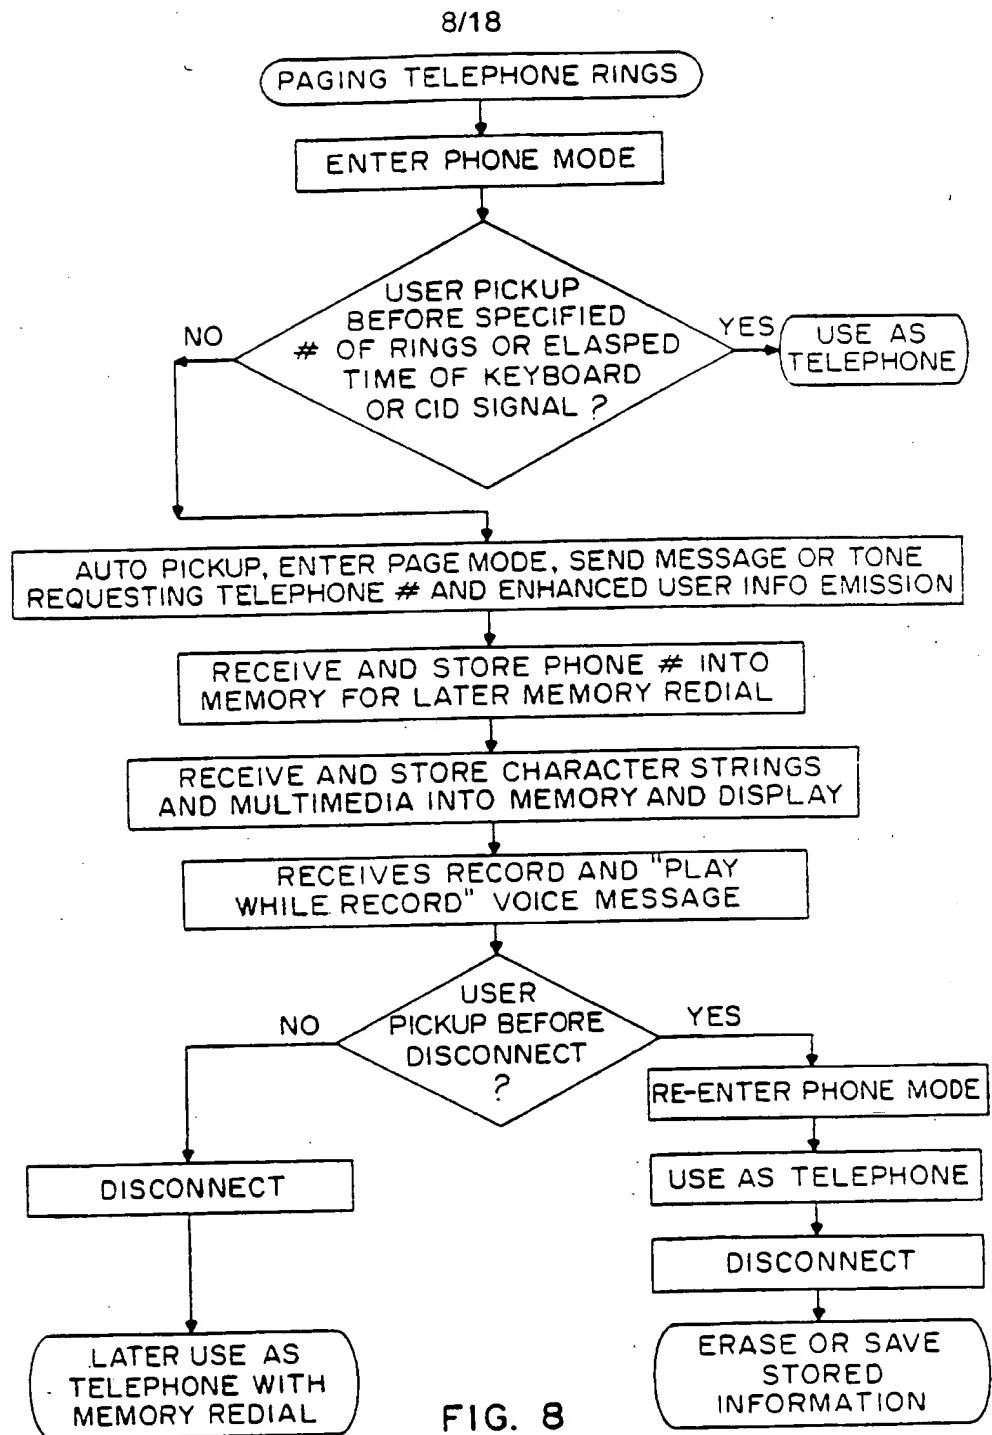 8/18
PAGING TELEPHONE RINGS
ENTER PHONE MODE
USER PICKUP
BEFORE SPECIFIED
# OF RINGS OR ELASPED
TIME OF KEYBOARD
OR CID SIGNAL ?
NO
YES
USE AS
TELEPHONE
AUTO PICKUP, ENTER PAGE MODE, SEND MESSAGE OR TONE
REQUESTING TELEPHONE # AND ENHANCED USER INFO EMISSION
RECEIVE AND STORE PHONE # INTO
MEMORY FOR LATER MEMORY REDIAL
RECEIVE AND STORE CHARACTER STRINGS
AND MULTIMEDIA INTO MEMORY AND DISPLAY
RECEIVES RECORD AND "PLAY
WHILE RECORD" VOICE MESSAGE
USER
PICKUP BEFORE
DISCONNECT
?
NO
YES
DISCONNECT
LATER USE AS
TELEPHONE WITH
MEMORY REDIAL
RE-ENTER PHONE MODE
USE AS TELEPHONE
DISCONNECT
ERASE OR SAVE
STORED
INFORMATION
FIG. 8